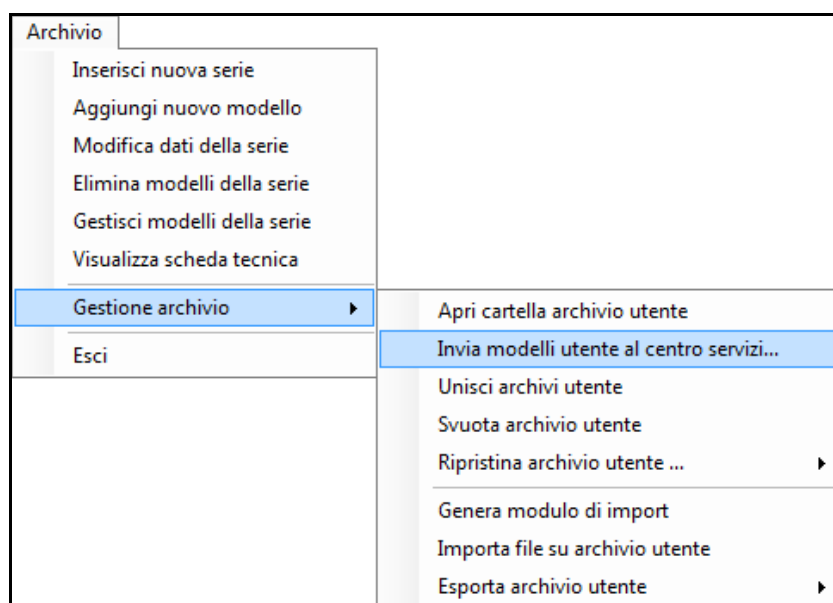 Archivio
Inserisci nuova serie
Aggiungi nuovo modello
Modifica dati della serie
Elimina modelli della serie
Gestisci modelli della serie
Visualizza scheda tecnica
Gestione archivio
Esci
Apri cartella archivio utente
Invia modelli utente al centro servizi...
Unisci archivi utente
Svuota archivio utente
Ripristina archivio utente ...
Genera modulo di import
Importa file su archivio utente
Esporta archivio utente